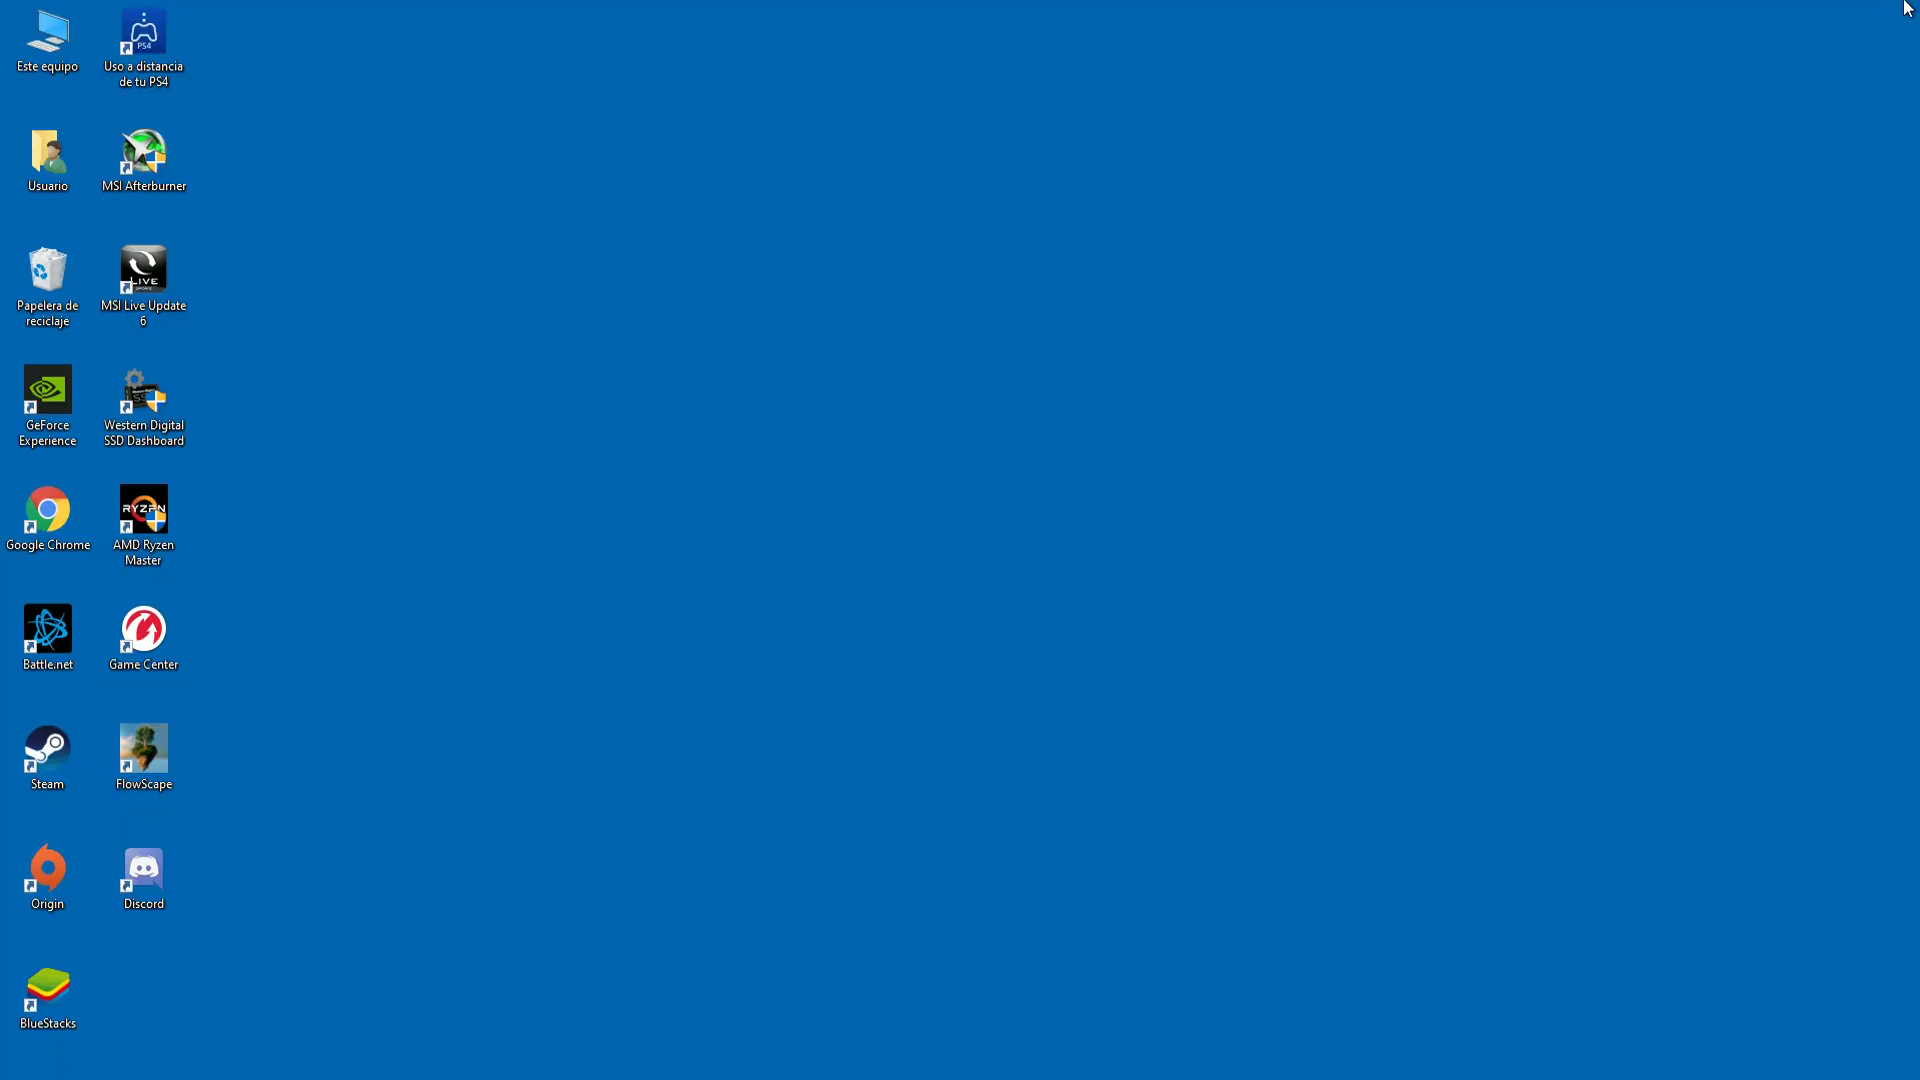 Este equipo
Usuario
Papelera de
reciclaje
GeForce
Experience
Google Chrome
Battle.net
Steam
Origin
BlueStacks
PS4
Uso a distancia
de tu PS4
MSI Afterburner
LIVE
MSI Live Update
6
Western Digital
SSD Dashboard
RYZEN
AMD Ryzen
Master
Game Center
FlowScape
Discord